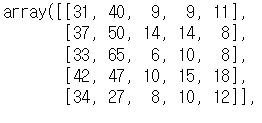 array([[31, 40,  9,  9, 11],
       [37, 50, 14, 14,  8],
       [33, 65,  6, 10,  8],
       [42, 47, 10, 15, 18],
       [34, 27,  8, 10, 12]],